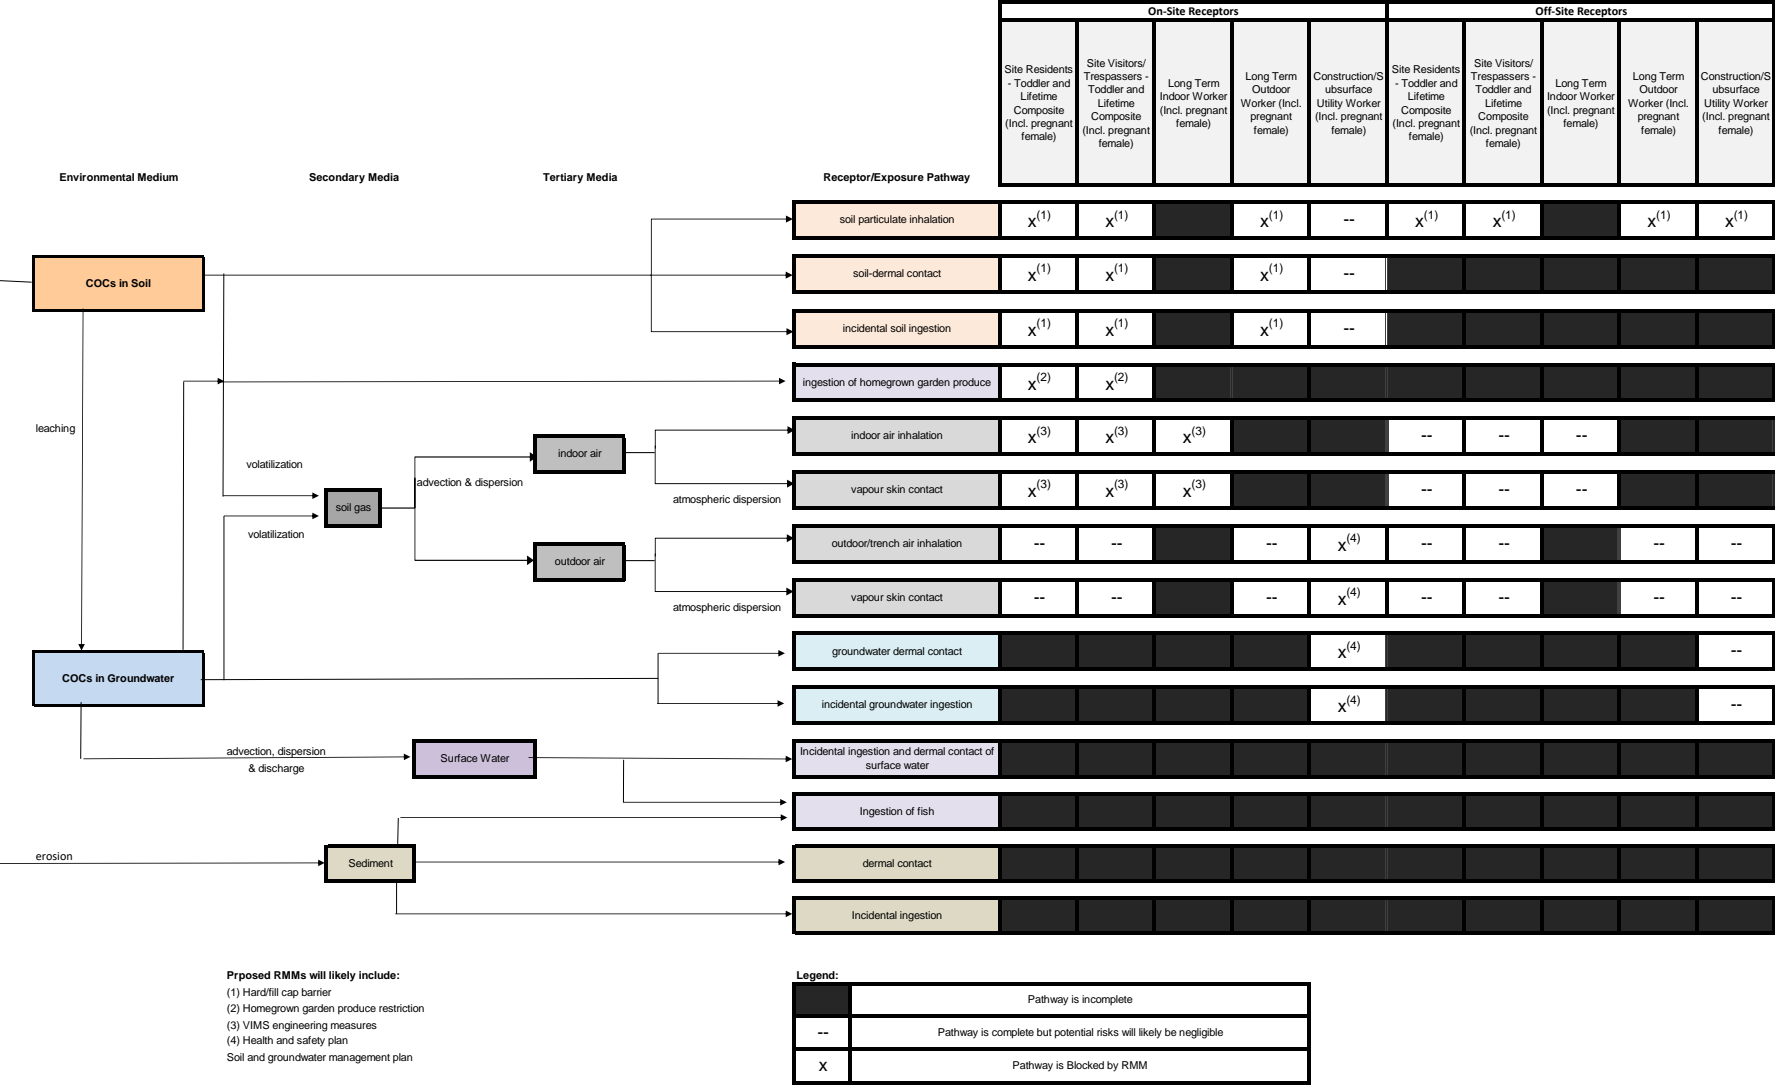 On-Site Receptors
Off-Site Receptors
Site Residents
- Toddler and
Lifetime
Composite
(Incl. pregnant
female)
Site Visitors/
Trespassers -
Toddler and
Lifetime
Composite
(Incl. pregnant
female)
Long Term
Indoor Worker
(Incl. pregnant
female)
Long Term
Outdoor
Worker (Incl.
pregnant
female)
Construction/S
ubsurface
Utility Worker
(Incl. pregnant
female)
Site Residents
- Toddler and
Lifetime
Composite
(Incl. pregnant
female)
Site Visitors/
Trespassers -
Toddler and
Lifetime
Composite
(Incl. pregnant
female)
Long Term
Indoor Worker
(Incl. pregnant
female)
Long Term
Outdoor
Worker (Incl.
pregnant
female)
Construction/S
ubsurface
Utility Worker
(Incl. pregnant
female)
Environmental Medium Secondary Media Tertiary Media Receptor/Exposure Pathway
soil particulate inhalation x(1) x(1) x(1) -- x(1) x(1) x(1) x(1)
COCs in Soil
soil-dermal contact x(1) x(1) x(1) --
incidental soil ingestion x(1) x(1) x(1) --
ingestion of homegrown garden produce x(2) x(2)
leaching
indoor air inhalation x(3) x(3) x(3) -- -- --
indoor air
volatilization
advection & dispersion
vapour skin contact x(3) x(3) x(3) -- -- --
atmospheric dispersion
soil gas
volatilization
outdoor/trench air inhalation -- -- -- x(4) -- -- -- --
outdoor air
vapour skin contact -- -- -- x(4) -- -- -- --
atmospheric dispersion
groundwater dermal contact x(4) --
COCs in Groundwater
incidental groundwater ingestion x(4) --
advection, dispersion
& discharge
Surface Water
Incidental ingestion and dermal contact of
surface water
Ingestion of fish
erosion
Sediment
dermal contact
Incidental ingestion
Prposed RMMs will likely include:
(1) Hard/fill cap barrier
(2) Homegrown garden produce restriction
(3) VIMS engineering measures
(4) Health and safety plan
Soil and groundwater management plan
Legend:
Pathway is incomplete
-- Pathway is complete but potential risks will likely be negligible
X Pathway is Blocked by RMM